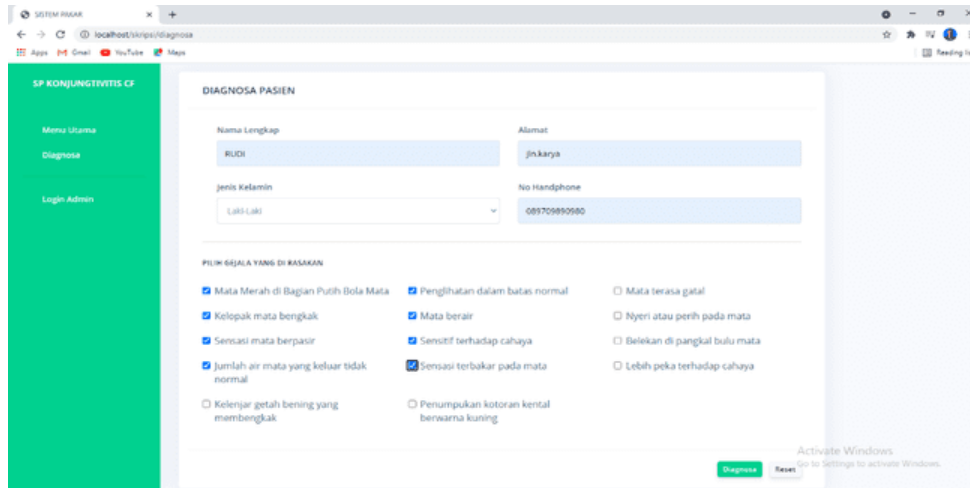 SISTEM PAKAR
localhost/skripsi/diagnosa
Apps Gmail YouTube Maps
Reading li
SP KONJUNGTIVITIS CF
Menu Utama
Diagnosa
Login Admin
DIAGNOSA PASIEN
Nama Lengkap Alamat
RUDI jln.karya
Jenis Kelamin No Handphone
Laki-Laki 089709890980
PILIH GEJALA YANG DI RASAKAN
Mata Merah di Bagian Putih Bola Mata Penglihatan dalam batas normal Mata terasa gatal
Kelopak mata bengkak Mata berair Nyeri atau perih pada mata
Sensasi mata berpasir Sensitif terhadap cahaya Belekan di pangkal bulu mata
Jumlah air mata yang keluar tidak Sensasi terbakar pada mata Lebih peka terhadap cahaya
normal
Kelenjar getah bening yang Penumpukan kotoran kental
membengkak berwarna kuning
Activate Windows
Go to Settings to activate Windows.
Diagnosa Reset